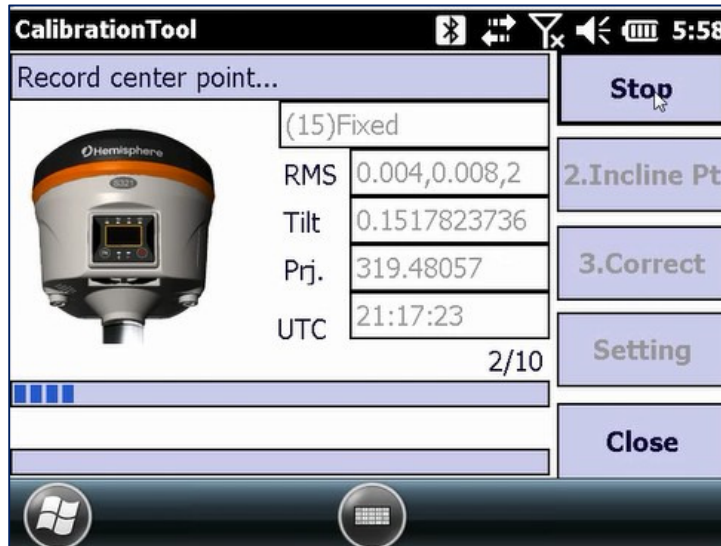 CalibrationTool 5:58
Record center point...
Stop
(15)Fixed
Hemisphere
S321
RMS 0.004,0.008,2
2.Incline Pt
Tilt 0.1517823736
Prj. 319.48057
3.Correct
UTC 21:17:23
2/10
Setting
Close